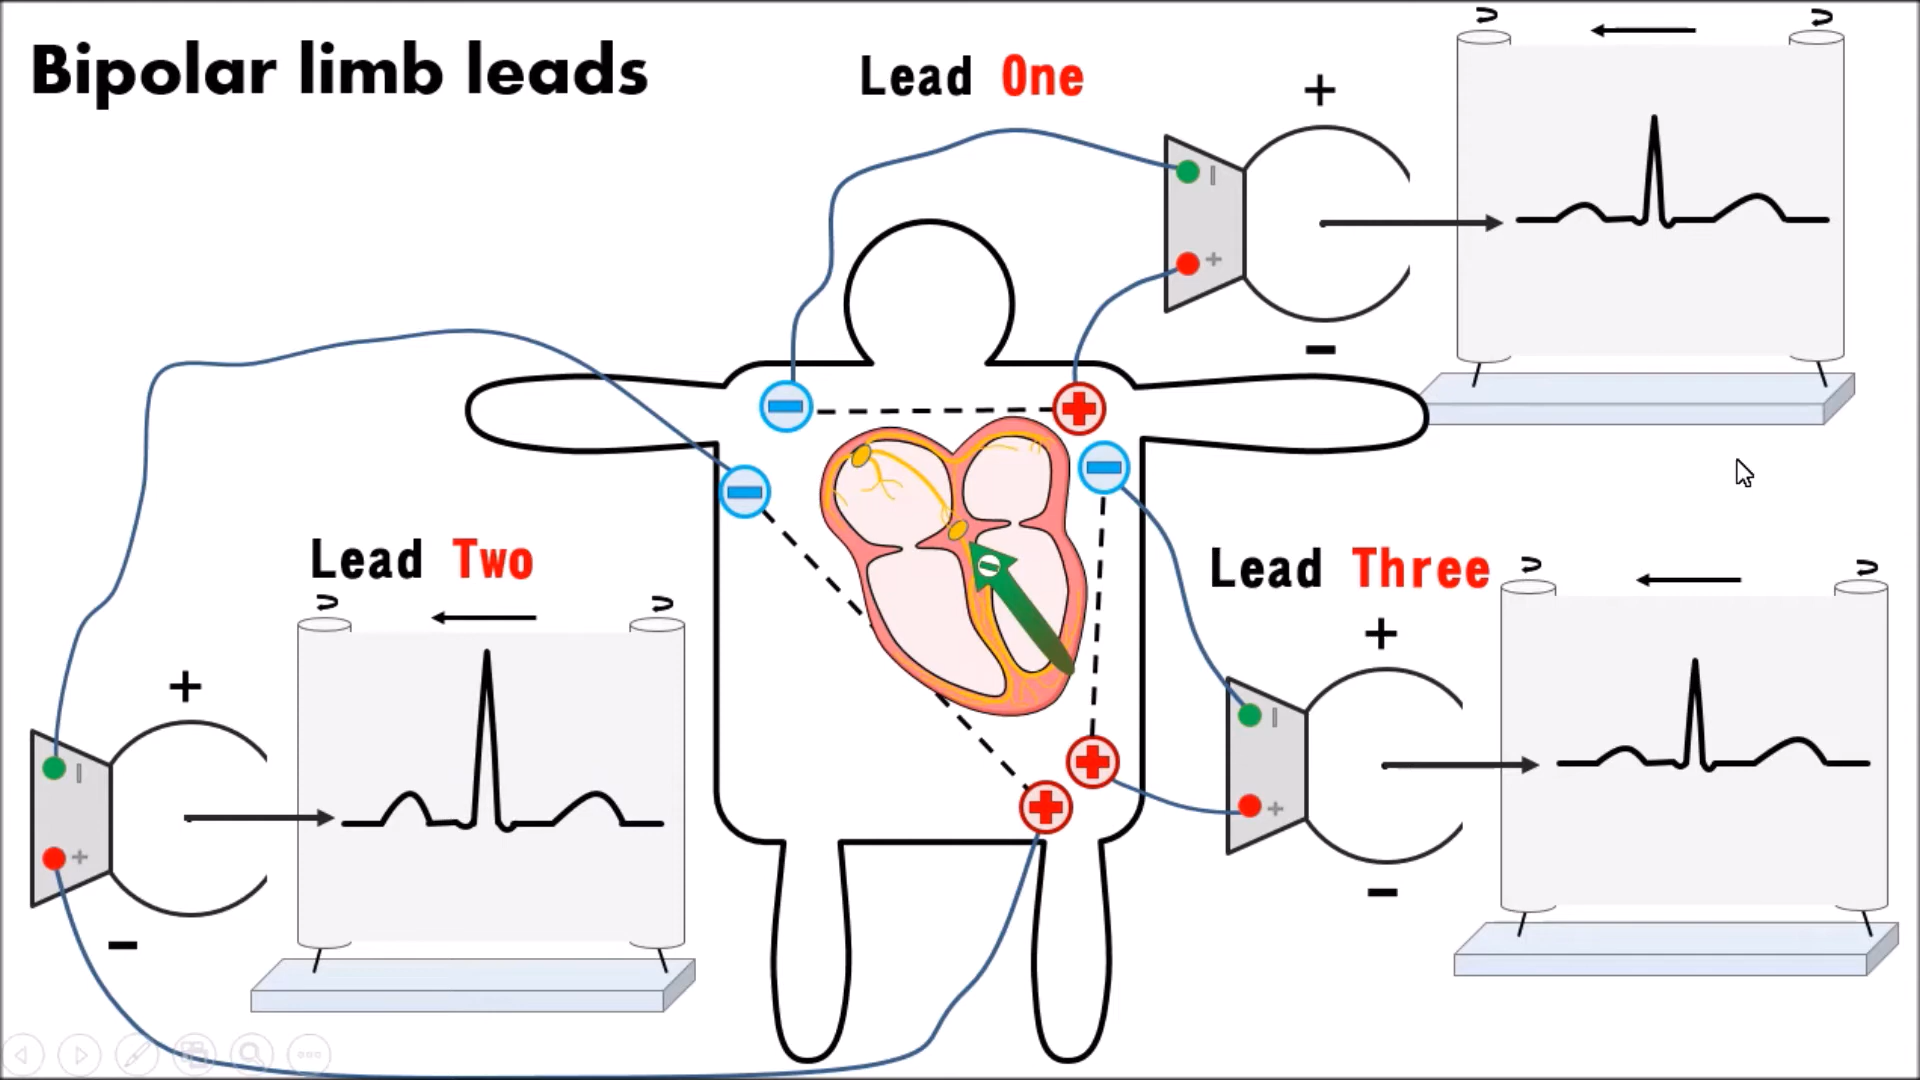 Bipolar limb leads
Lead One
+
-
Lead Two
+
-
Lead Three
+
-